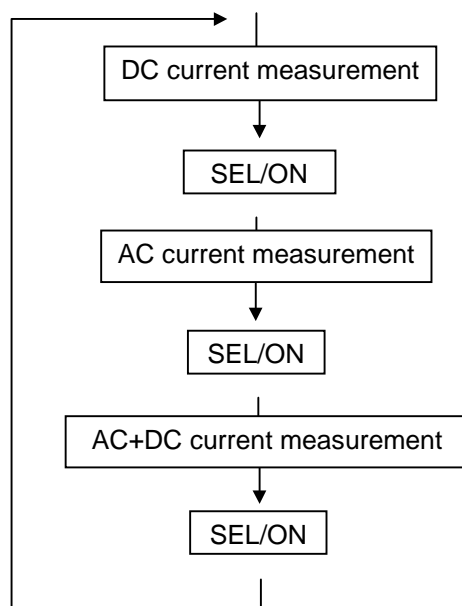 DC current measurement
SEL/ON
AC current measurement
SEL/ON
AC+DC current measurement
SEL/ON